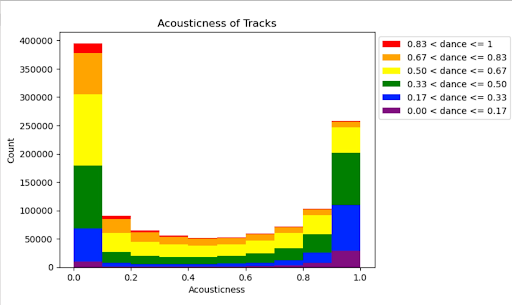 Acousticness of Tracks
400000
350000
300000
250000
200000
150000
100000
50000
0
Count
0.0 0.2 0.4 0.6 0.8 1.0
Acousticness
0.83 < dance <= 1
0.67 < dance <= 0.83
0.50 < dance <= 0.67
0.33 < dance <= 0.50
0.17 < dance <= 0.33
0.00 < dance <= 0.17